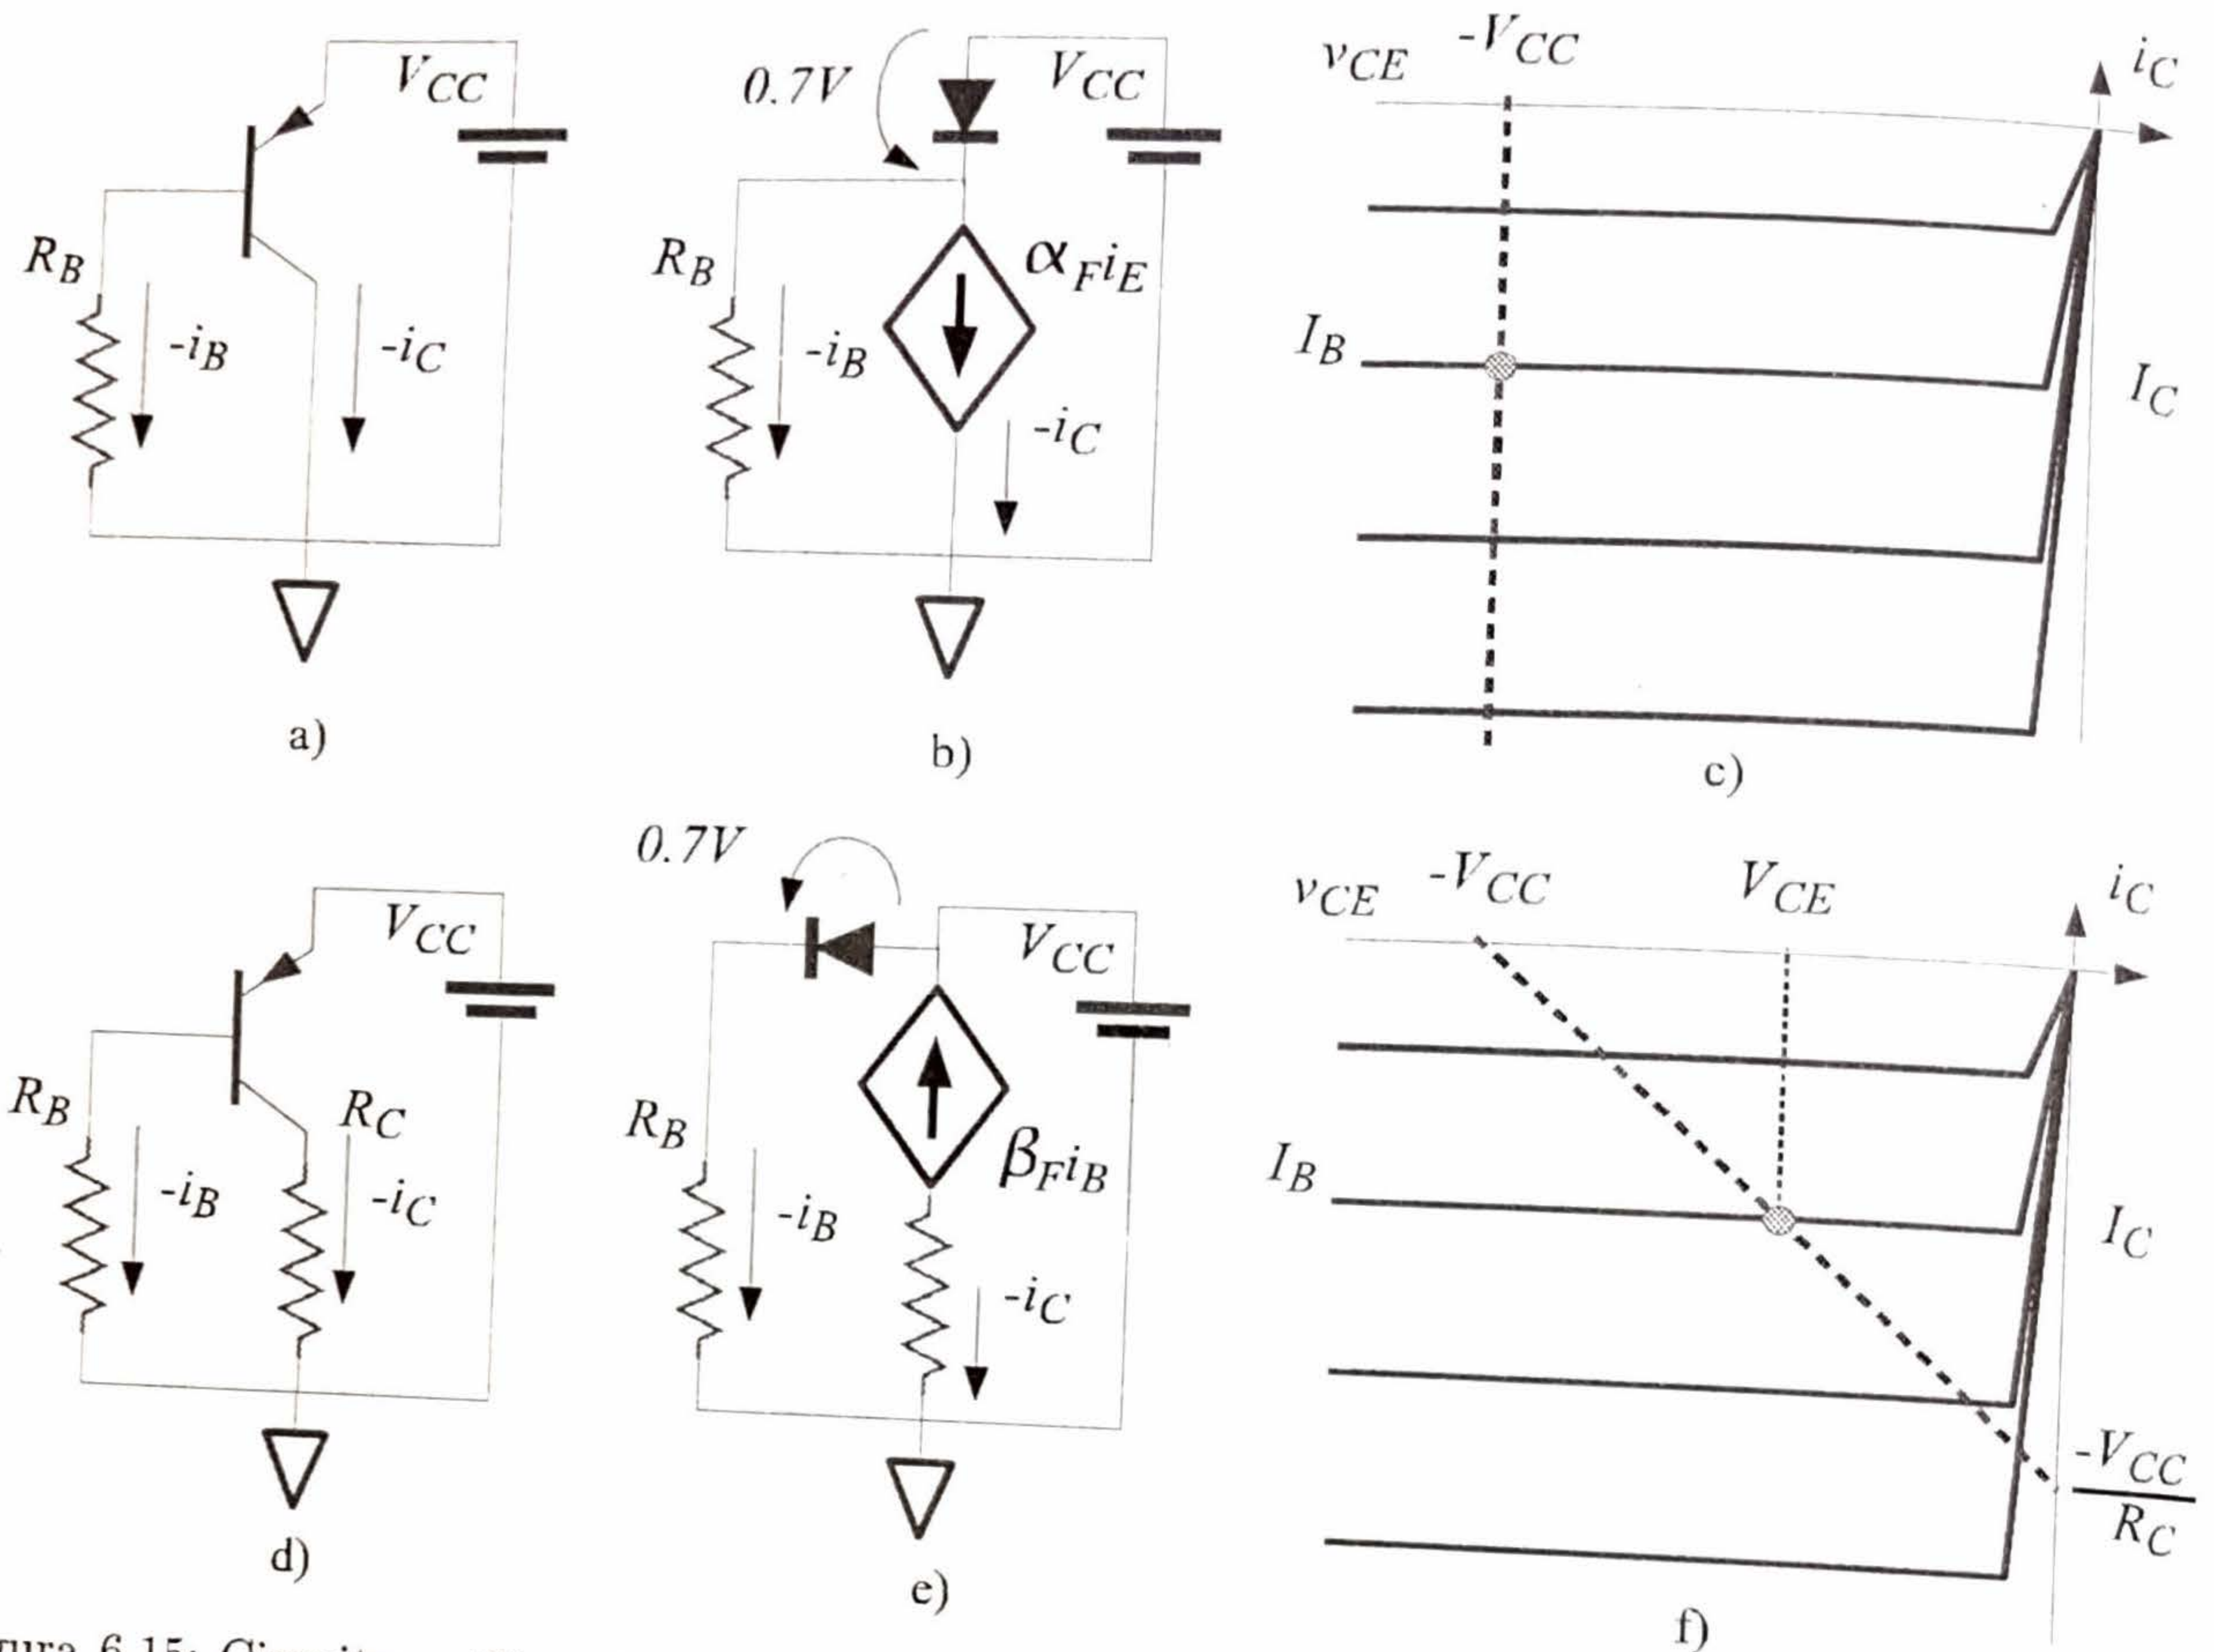 V_CC
R_B
-i_B
-i_C
a)
0.7V
V_CC
R_B
α_F i_E
-i_B
-i_C
b)
v_CE
-V_CC
i_C
I_B
I_C
c)
V_CC
R_B
R_C
-i_B
-i_C
d)
0.7V
V_CC
R_B
β_F i_B
-i_B
-i_C
e)
v_CE
-V_CC
V_CE
i_C
I_B
I_C
-V_CC
R_C
f)
6.15: